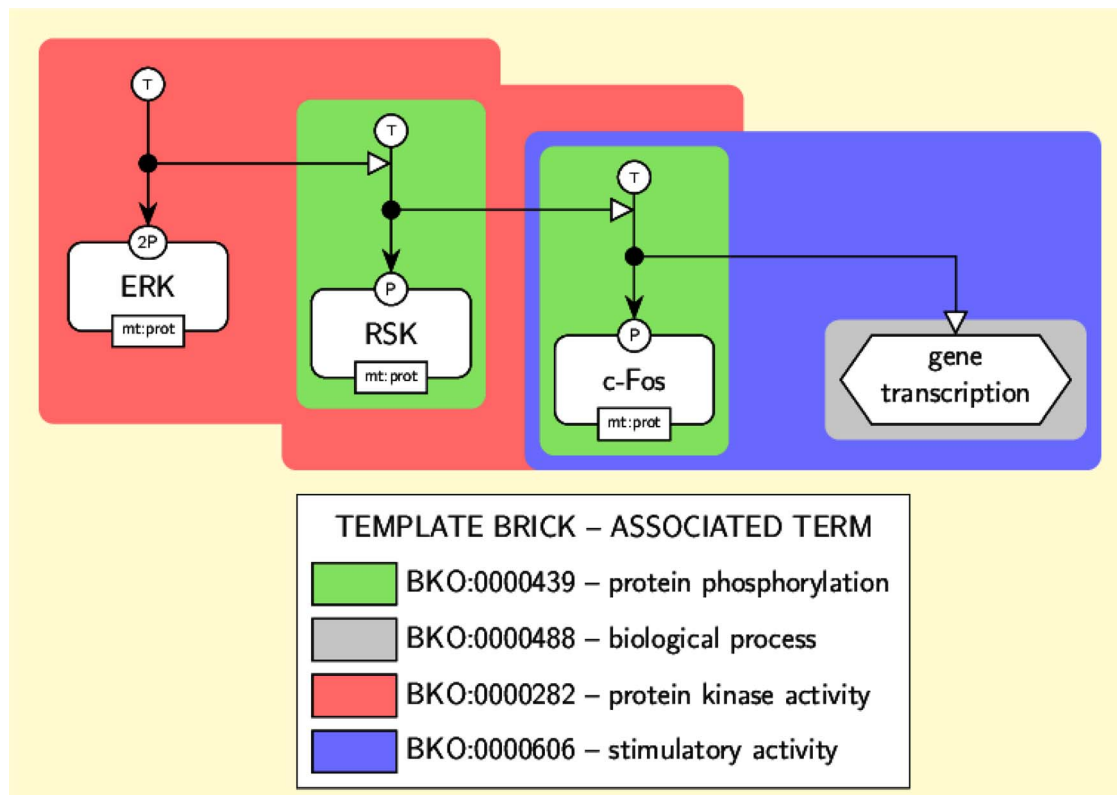 T
T
T
2P
ERK
mt:prot
P
RSK
mt:prot
P
c-Fos
mt:prot
gene
transcription
TEMPLATE BRICK – ASSOCIATED TERM
BKO:0000439 – protein phosphorylation
BKO:0000488 – biological process
BKO:0000282 – protein kinase activity
BKO:0000606 – stimulatory activity